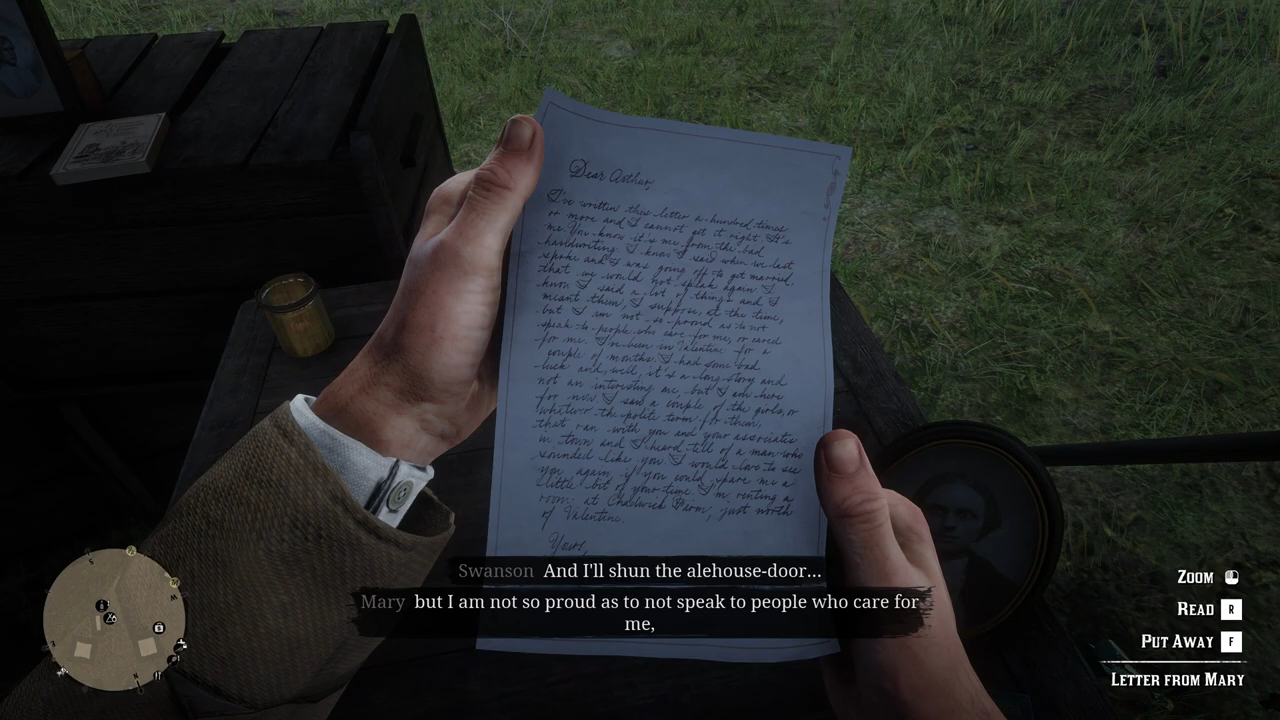 Dear Arthur,
I've written this letter a hundred times
or more and I cannot get it right. It's
me. You know it's me from the bad
handwriting. I know I said when we last
spoke and I was going off to get married,
that we would not speak again. I
know I said a lot of things and I
meant them, I suppose, at the time,
but I am not so proud as to not
speak to people who care for me, or cared
for me. I've been in Valentine for a
couple of months. I had some bad
luck and, well, it's a long story and
not an interesting one, but I am here
for now. I saw a couple of the girls, or
whatever the polite term for them,
that ran with you and your associates
in town and I heard tell of a man who
sounded like you. I would love to see
you again, if you could spare me a
little bit of your time. I'm renting a
room at Chadwick Farm, just north
of Valentine.
Yours,
Swanson And I'll shun the alehouse-door...
Mary but I am not so proud as to not speak to people who care for
me,
ZOOM
READ R
PUT AWAY F
LETTER FROM MARY